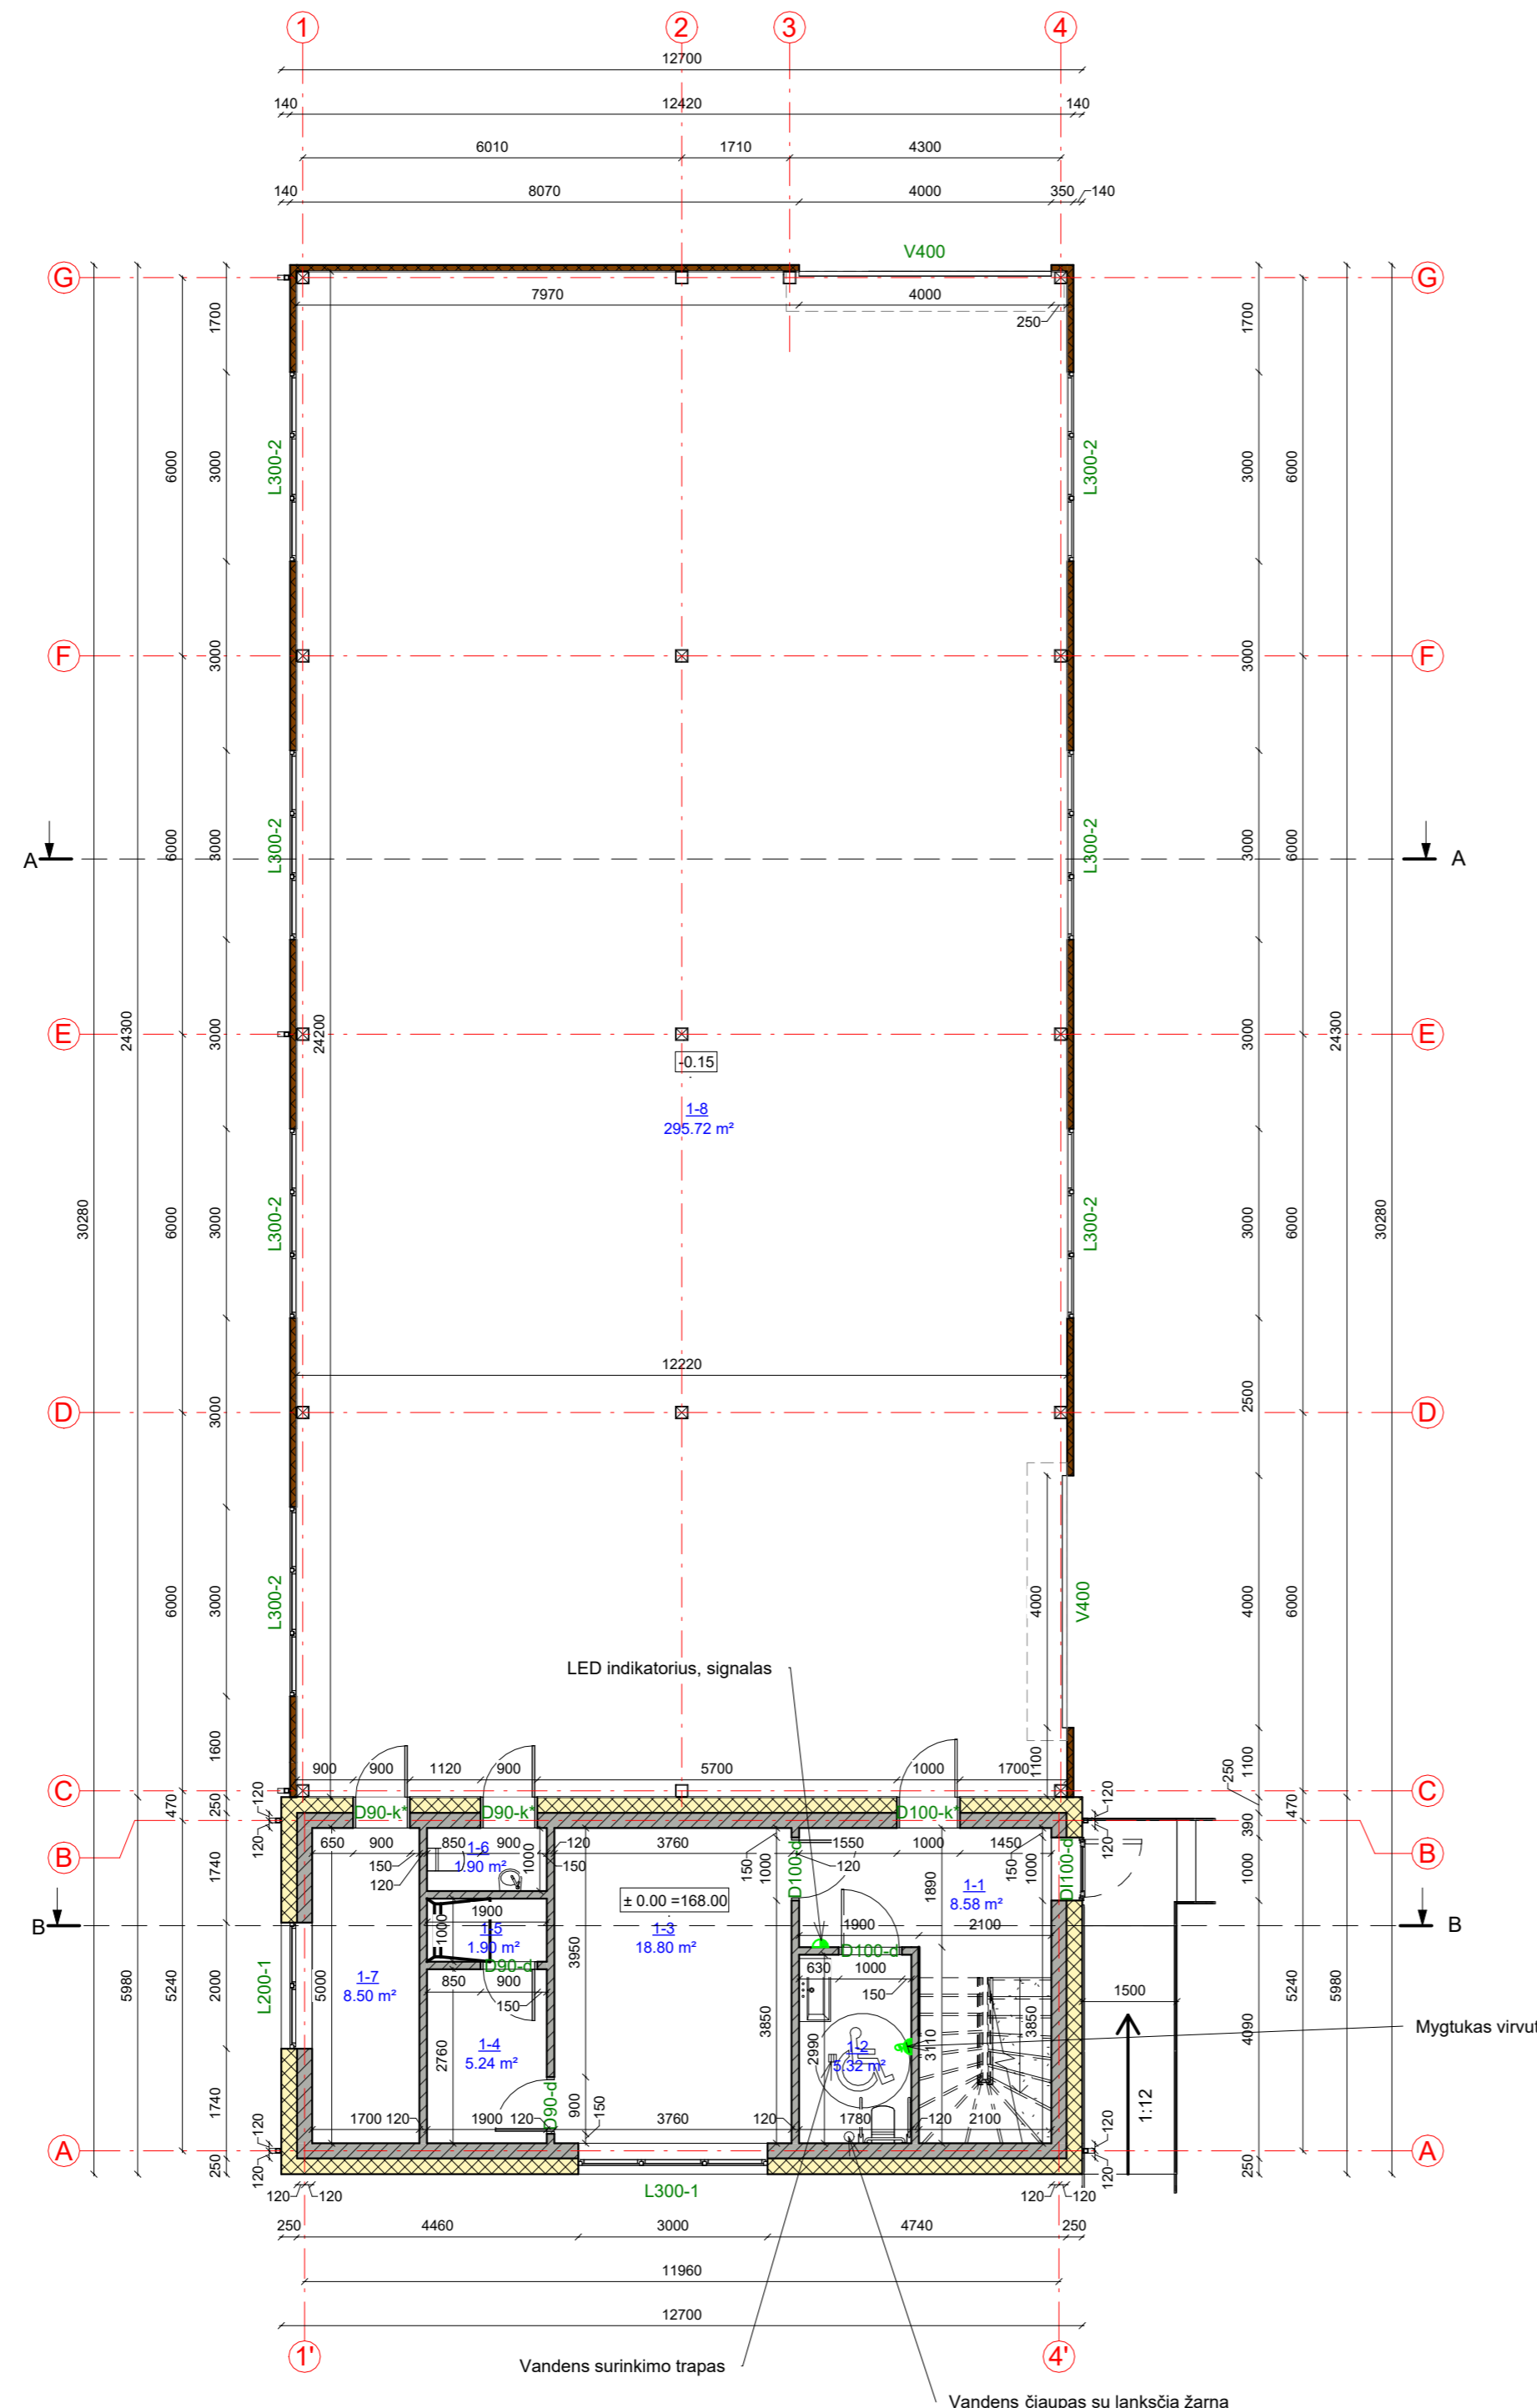 1 2 3 4
12700
140 12420 140
6010 1710 4300
140 8070 4000 350 140
V400
G G
7970 4000
250
1700 1700
L300-2 L300-2
6000 3000 3000 6000
F F
3000 3000
A A
L300-2 L300-2
6000 3000 3000 6000
E E
24300 24200 3000 3000 24300
-0.15
1-8
295.72 m²
30280 30280
L300-2 L300-2
6000 3000 3000 6000
12220
D D
3000 2500
L300-2 V400
6000 3000 4000 4000 6000
LED indikatorius, signalas
1600 1100 1100
900 900 1120 900 5700 1000 1700
250
C C
470 250 120 120 390 470
D90-k* D90-k* D100-k*
120 120
B B
650 900 850 900 120 3760 1550 1000 1450
1-6
1.90 m²
150 120 1000 150 150 1000 120 150 1000
D100-d DI100-d
1740 1890 1000
1-1
8.58 m²
± 0.00 =168.00
B B
1-3
18.80 m²
1900 1900 2100
1-5
1.90 m²
1000 3950
D90-d D100-d
L200-1
1-7
8.50 m²
850 900 630 1000
150 150
5980 5240 2000 5000 3850 3850 4090 5240 5980
1500
1-4
5.24 m²
2760 2990 3110
1-2
5.32 m²
Mygtukas virvut
D90-d
900 150
1:12
1740
1700 120 1900 120 3760 120 1780 120 2100
120 120
A A
250 120 120 250
L300-1
120 120 120 120
250 4460 3000 4740 250
11960
12700
1' 4'
Vandens surinkimo trapas
Vandens čiaupas su lanksčia žarna